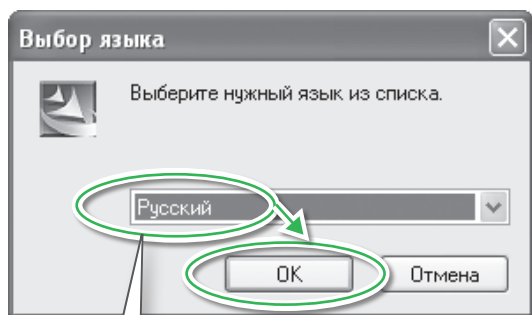 Выбор языка
Выберите нужный язык из списка.
Русский
OK
Отмена